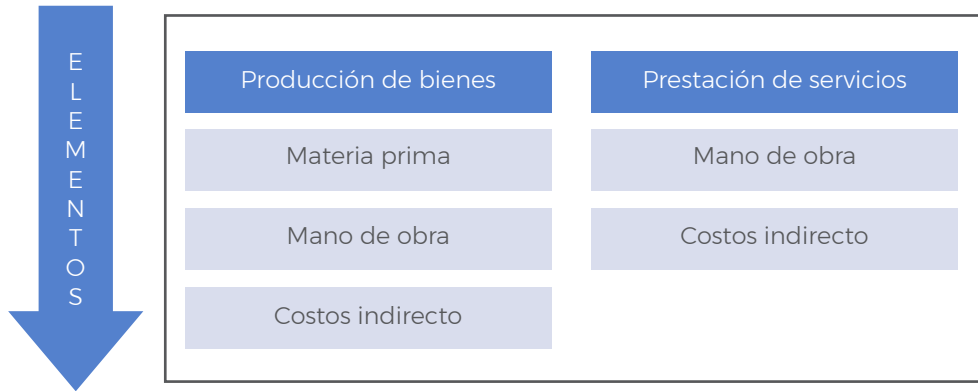 ELEMENTOS
Producción de bienes
Materia prima
Mano de obra
Costos indirecto
Prestación de servicios
Mano de obra
Costos indirecto